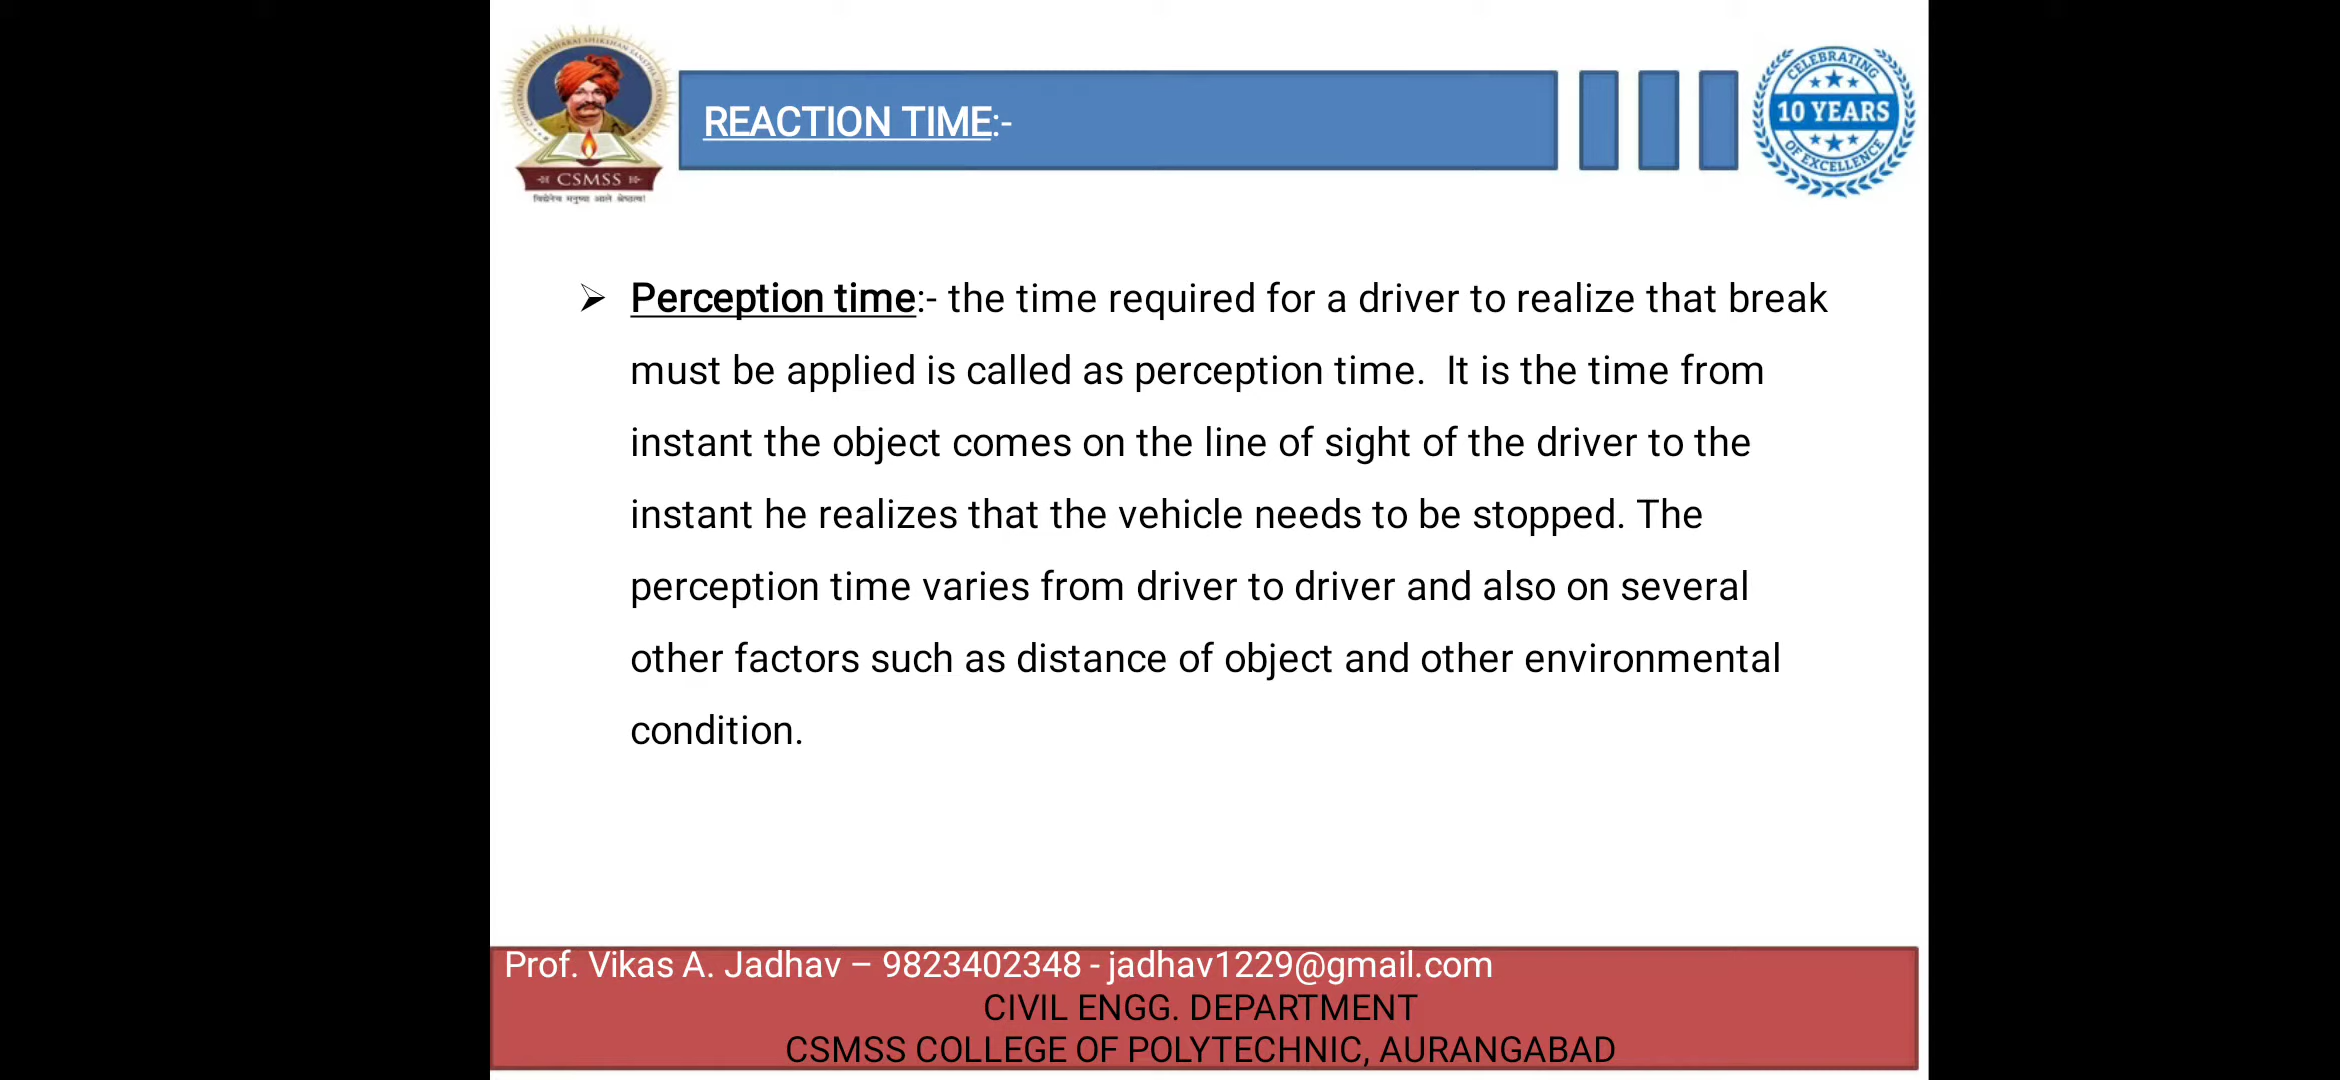 REACTION TIME:-
CSMSS
CELEBRATING
10 YEARS
OF EXCELLENCE
➢ Perception time:- the time required for a driver to realize that break
must be applied is called as perception time.  It is the time from
instant the object comes on the line of sight of the driver to the
instant he realizes that the vehicle needs to be stopped. The
perception time varies from driver to driver and also on several
other factors such as distance of object and other environmental
condition.
Prof. Vikas A. Jadhav – 9823402348 - jadhav1229@gmail.com
CIVIL ENGG. DEPARTMENT
CSMSS COLLEGE OF POLYTECHNIC, AURANGABAD